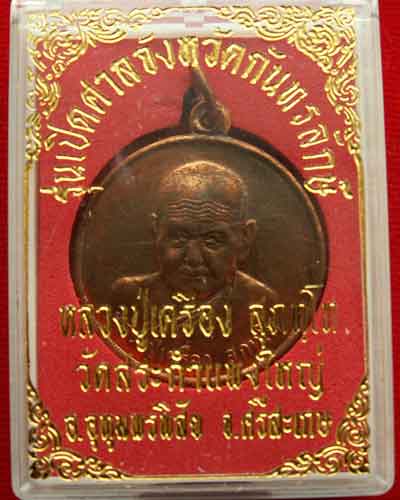 รุ่นเปิดศาลจังหวัดกันทรลักษ์
หลวงปู่เครื่อง สุภทฺโท
วัดสระกำแพงใหญ่
อ.อุทุมพรพิสัย จ.ศรีสะเกษ